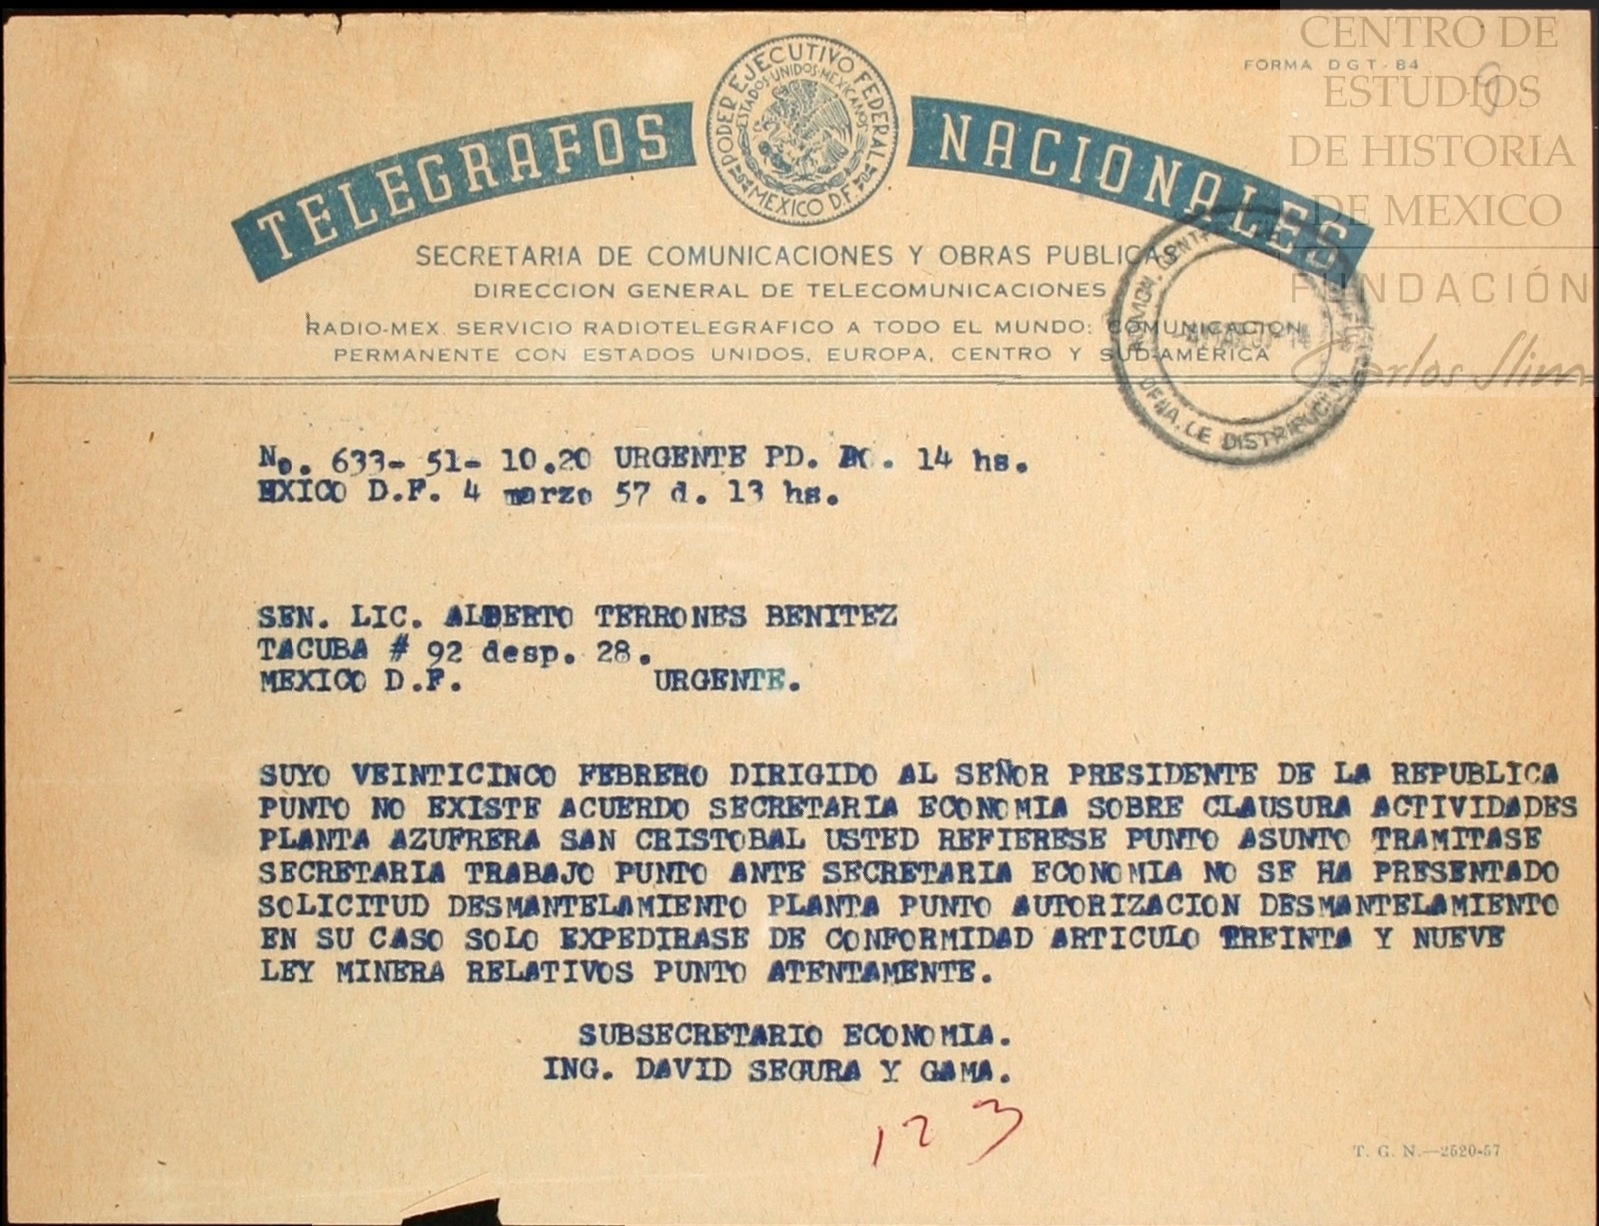 CENTRO DE
ESTUDIOS
DE HISTORIA
DE MEXICO
FUNDACIÓN
Carlos Slim
FORMA DGT-84
PODER EJECUTIVO FEDERAL
ESTADOS UNIDOS MEXICANOS
MEXICO D.F.
TELEGRAFOS NACIONALES
SECRETARIA DE COMUNICACIONES Y OBRAS PUBLICAS
DIRECCION GENERAL DE TELECOMUNICACIONES
RADIO-MEX. SERVICIO RADIOTELEGRAFICO A TODO EL MUNDO: COMUNICACION
PERMANENTE CON ESTADOS UNIDOS, EUROPA, CENTRO Y SUD-AMERICA
OFNA. DE DISTRIBUCION
No. 633- 51- 10.20 URGENTE PD. . 14 hs.
EXICO D.F. 4 marzo 57 d. 13 hs.
SEN. LIC. ALBERTO TERRONES BENITEZ
TACUBA # 92 desp. 28.
MEXICO D.F. URGENTE.
SUYO VEINTICINCO FEBRERO DIRIGIDO AL SEÑOR PRESIDENTE DE LA REPUBLICA
PUNTO NO EXISTE ACUERDO SECRETARIA ECONOMIA SOBRE CLAUSURA ACTIVIDADES
PLANTA AZUFRERA SAN CRISTOBAL USTED REFIERESE PUNTO ASUNTO TRAMITASE
SECRETARIA TRABAJO PUNTO ANTE SECRETARIA ECONOMIA NO SE HA PRESENTADO
SOLICITUD DESMANTELAMIENTO PLANTA PUNTO AUTORIZACION DESMANTELAMIENTO
EN SU CASO SOLO EXPEDIRASE DE CONFORMIDAD ARTICULO TREINTA Y NUEVE
LEY MINERA RELATIVOS PUNTO ATENTAMENTE.
SUBSECRETARIO ECONOMIA.
ING. DAVID SEGURA Y GAMA.
123
T. G. N.—2520-57